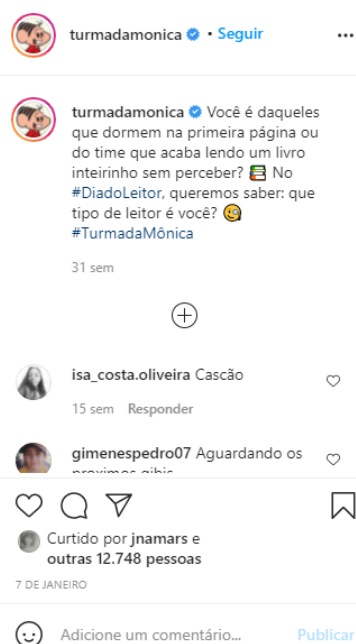 turmadamonica • Seguir
turmadamonica Você é daqueles
que dormem na primeira página ou
do time que acaba lendo um livro
inteirinho sem perceber? 📚 No
#DiadoLeitor, queremos saber: que
tipo de leitor é você? 🧐
#TurmadaMônica
31 sem
isa_costa.oliveira Cascão
15 sem Responder
gimenespedro07 Aguardando os
proximos gibis
Curtido por jnamars e
outras 12.748 pessoas
7 DE JANEIRO
Adicione um comentário... Publicar